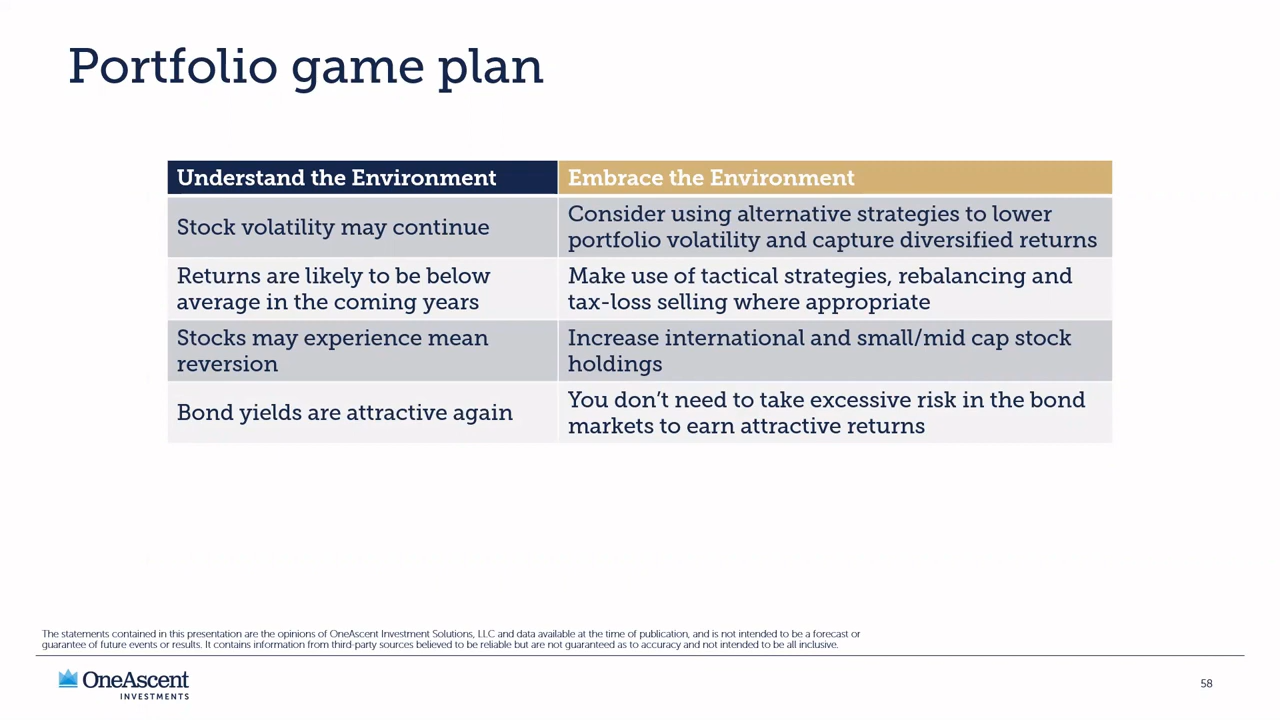 Portfolio game plan
Understand the Environment
Embrace the Environment
Stock volatility may continue
Consider using alternative strategies to lower
portfolio volatility and capture diversified returns
Returns are likely to be below
average in the coming years
Make use of tactical strategies, rebalancing and
tax-loss selling where appropriate
Stocks may experience mean
reversion
Increase international and small/mid cap stock
holdings
Bond yields are attractive again
You don’t need to take excessive risk in the bond
markets to earn attractive returns
The statements contained in this presentation are the opinions of OneAscent Investment Solutions, LLC and data available at the time of publication, and is not intended to be a forecast or
guarantee of future events or results. It contains information from third-party sources believed to be reliable but are not guaranteed as to accuracy and not intended to be all inclusive.
OneAscent
INVESTMENTS
58